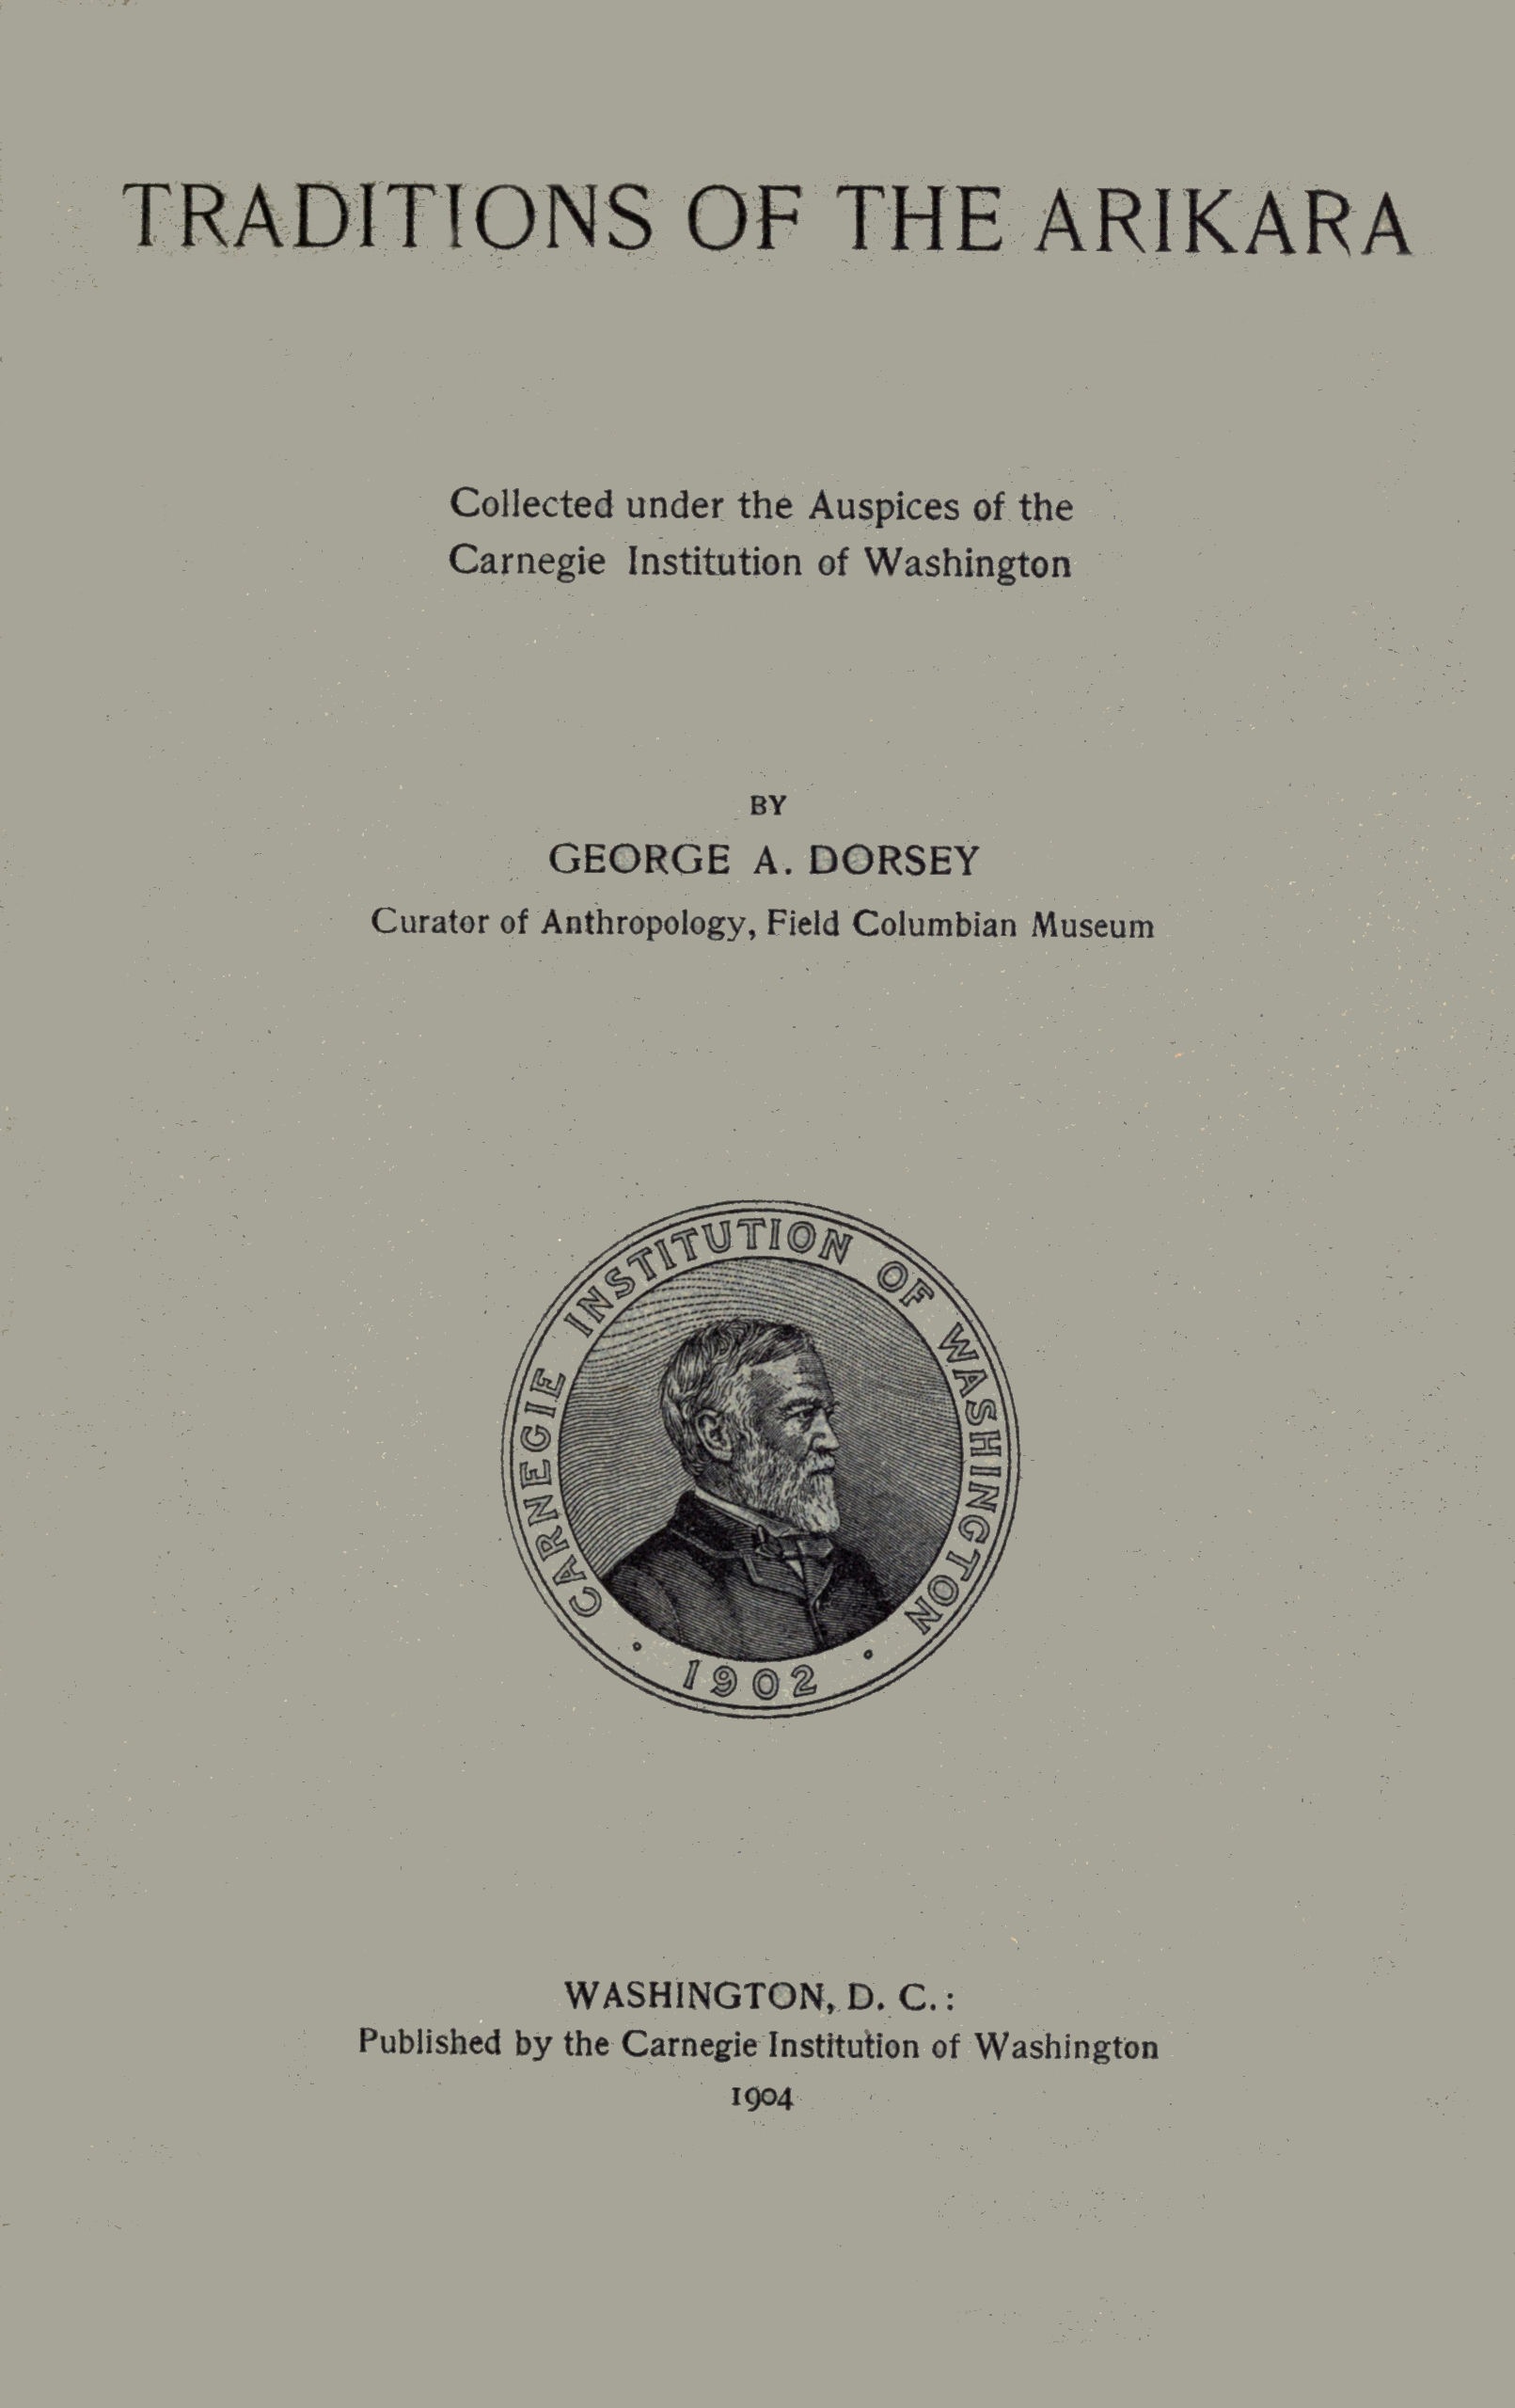 TRADITIONS OF THE ARIKARA
Collected under the Auspices of the
Carnegie Institution of Washington
BY
GEORGE A. DORSEY
Curator of Anthropology, Field Columbian Museum
CARNEGIE INSTITUTION OF WASHINGTON
· 1902 ·
WASHINGTON, D. C.:
Published by the Carnegie Institution of Washington
1904